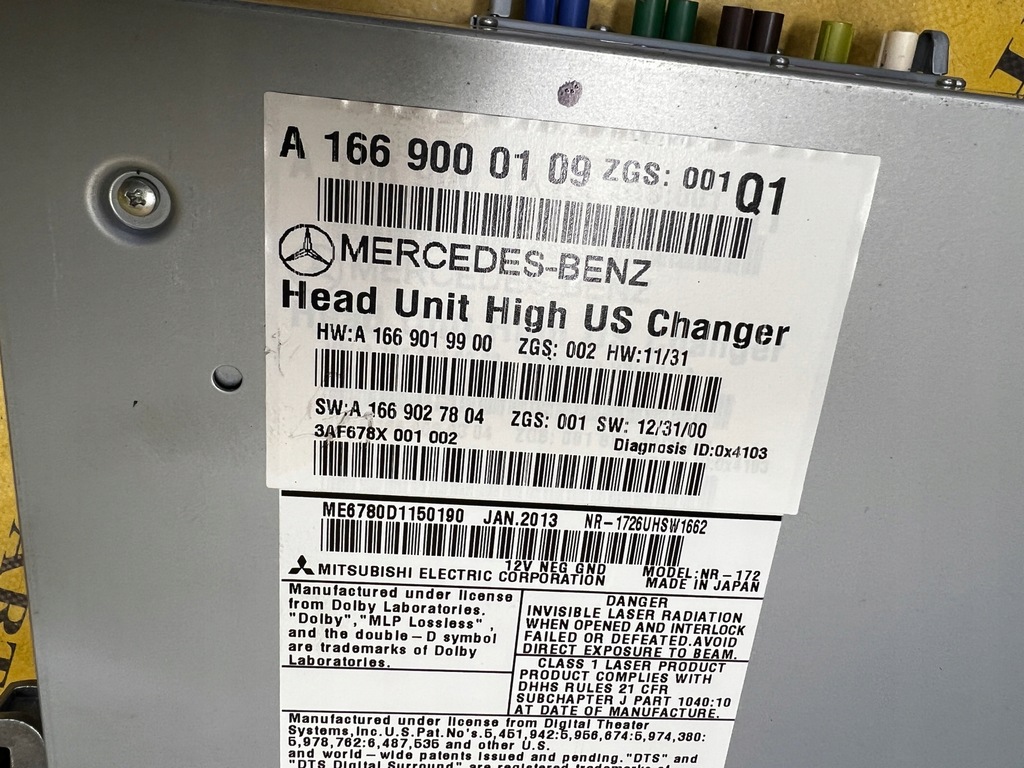 A 166 900 01 09 ZGS: 001 Q1
MERCEDES-BENZ
Head Unit High US Changer
HW:A 166 901 99 00 ZGS: 002 HW:11/31
SW:A 166 902 78 04 ZGS: 001 SW: 12/31/00
3AF678X 001 002 Diagnosis ID:0x4103
ME6780D1150190 JAN.2013 NR-1726UHSW1662
12V NEG GND MODEL:NR-172
MITSUBISHI ELECTRIC CORPORATION MADE IN JAPAN
Manufactured under license
from Dolby Laboratories.
"Dolby","MLP Lossless",
and the double-D symbol
are trademarks of Dolby
Laboratories.
DANGER
INVISIBLE LASER RADIATION
WHEN OPENED AND INTERLOCK
FAILED OR DEFEATED.AVOID
DIRECT EXPOSURE TO BEAM.
CLASS 1 LASER PRODUCT
PRODUCT COMPLIES WITH
DHHS RULES 21 CFR
SUBCHAPTER J PART 1040:10
AT DATE OF MANUFACTURE.
Manufactured under license from Digital Theater
Systems,Inc.U.S.Pat.No's.5,451,942:5,956,674:5,974,380:
5,978,762:6,487,535 and other U.S.
and world-wide patents issued and pending."DTS" and
"DTS Digital Surround" are registered trademarks of